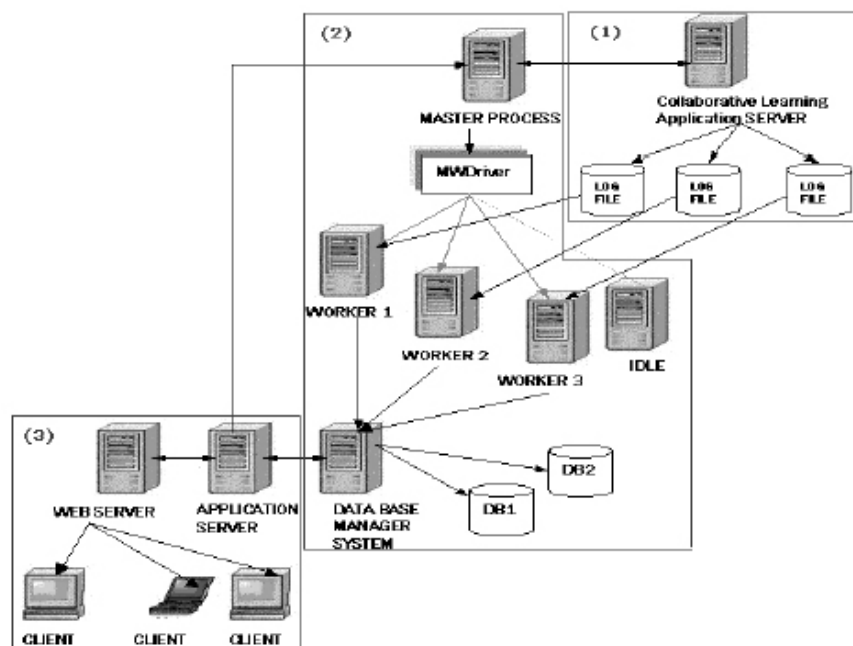 (2)
(1)
MASTER PROCESS
Collaborative Learning
Application SERVER
MWDriver
LOG
FILE
LOG
FILE
LOG
FILE
WORKER 1
WORKER 2
WORKER 3
IDLE
(3)
WEB SERVER
APPLICATION
SERVER
DATA BASE
MANAGER
SYSTEM
DB1
DB2
CLIENT
CLIENT
CLIENT